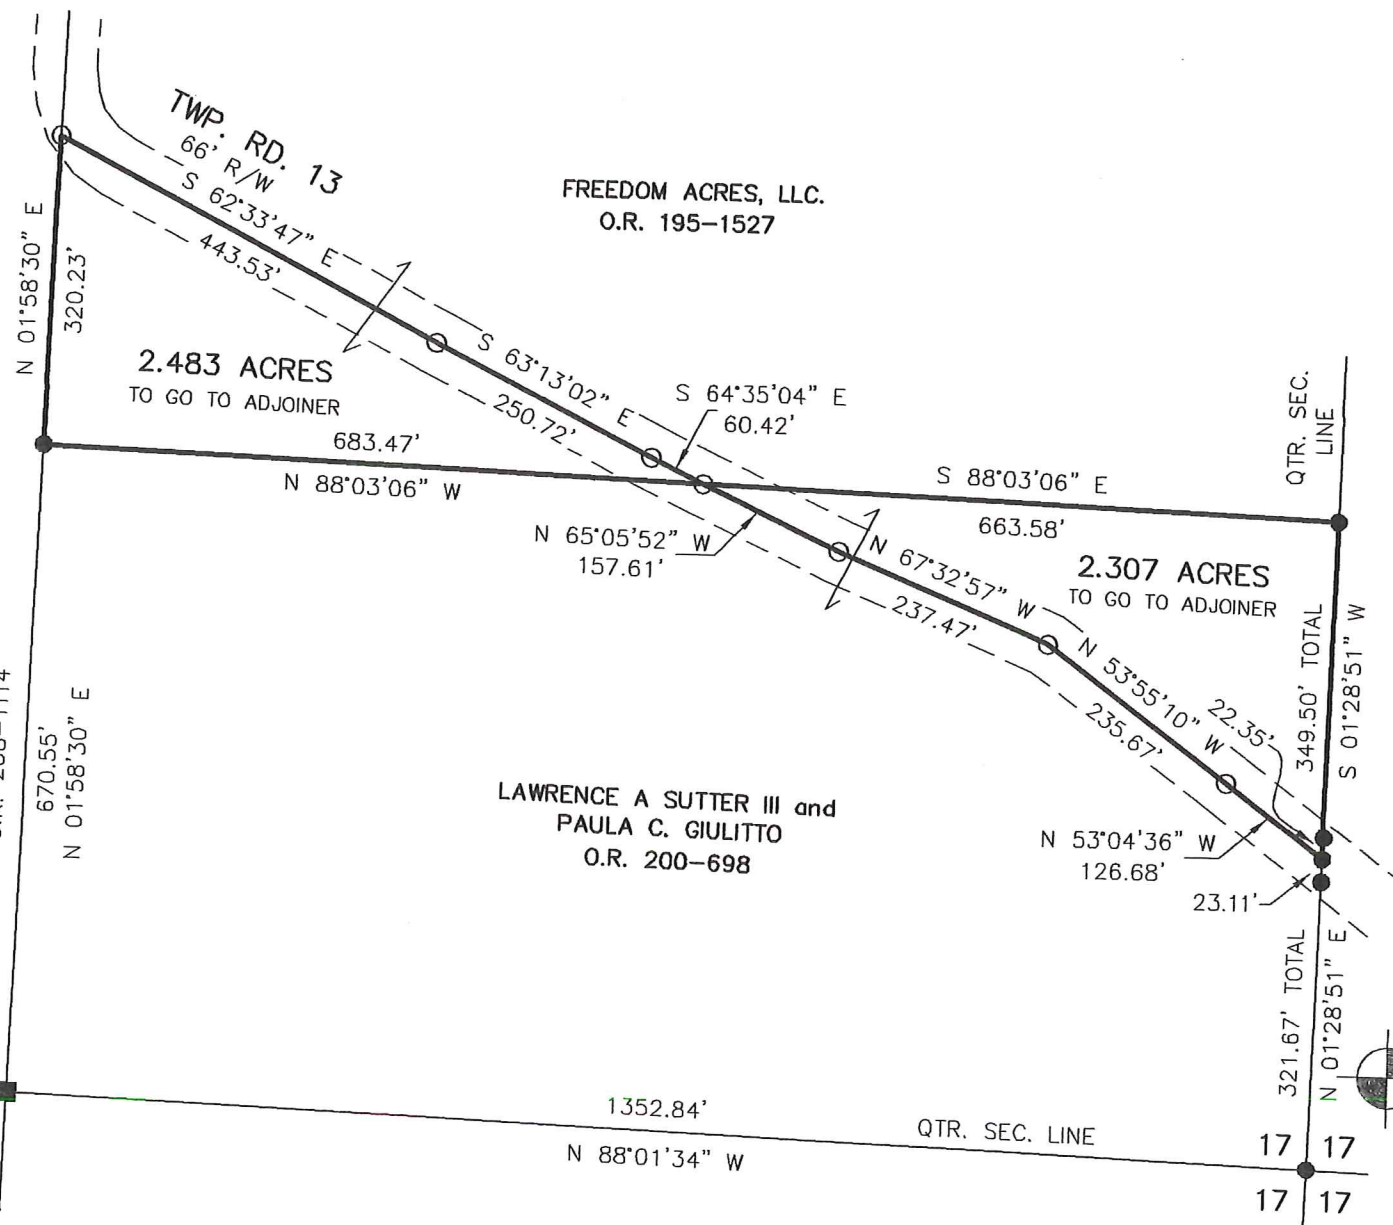 TWP. RD. 13
66' R/W
S 62°33'47" E
443.53'
FREEDOM ACRES, LLC.
O.R. 195-1527
N 01°58'30" E
320.23'
2.483 ACRES
TO GO TO ADJOINER
S 63°13'02" E
250.72'
S 64°35'04" E
60.42'
683.47'
N 88°03'06" W
S 88°03'06" E
663.58'
QTR. SEC.
LINE
N 65°05'52" W
157.61'
N 67°32'57" W
237.47'
2.307 ACRES
TO GO TO ADJOINER
349.50' TOTAL
S 01°28'51" W
N 53°55'10" W
235.67'
22.35'
670.55'
N 01°58'30" E
LAWRENCE A SUTTER III and
PAULA C. GIULITTO
O.R. 200-698
N 53°04'36" W
126.68'
23.11'
321.67' TOTAL
N 01°28'51" E
1352.84'
N 88°01'34" W
QTR. SEC. LINE
17 17
17 17